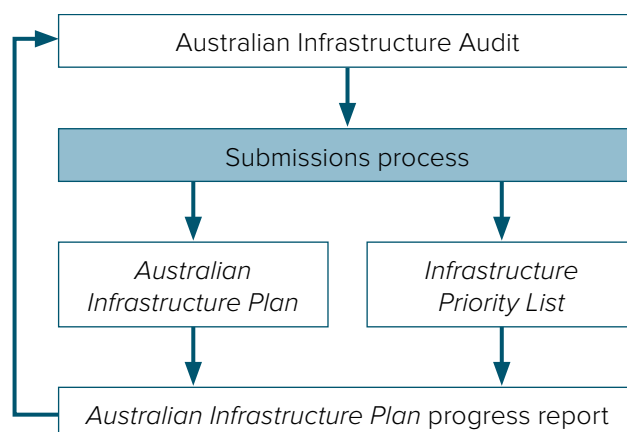 Australian Infrastructure Audit
Submissions process
Australian
Infrastructure Plan
Infrastructure
Priority List
Australian Infrastructure Plan progress report